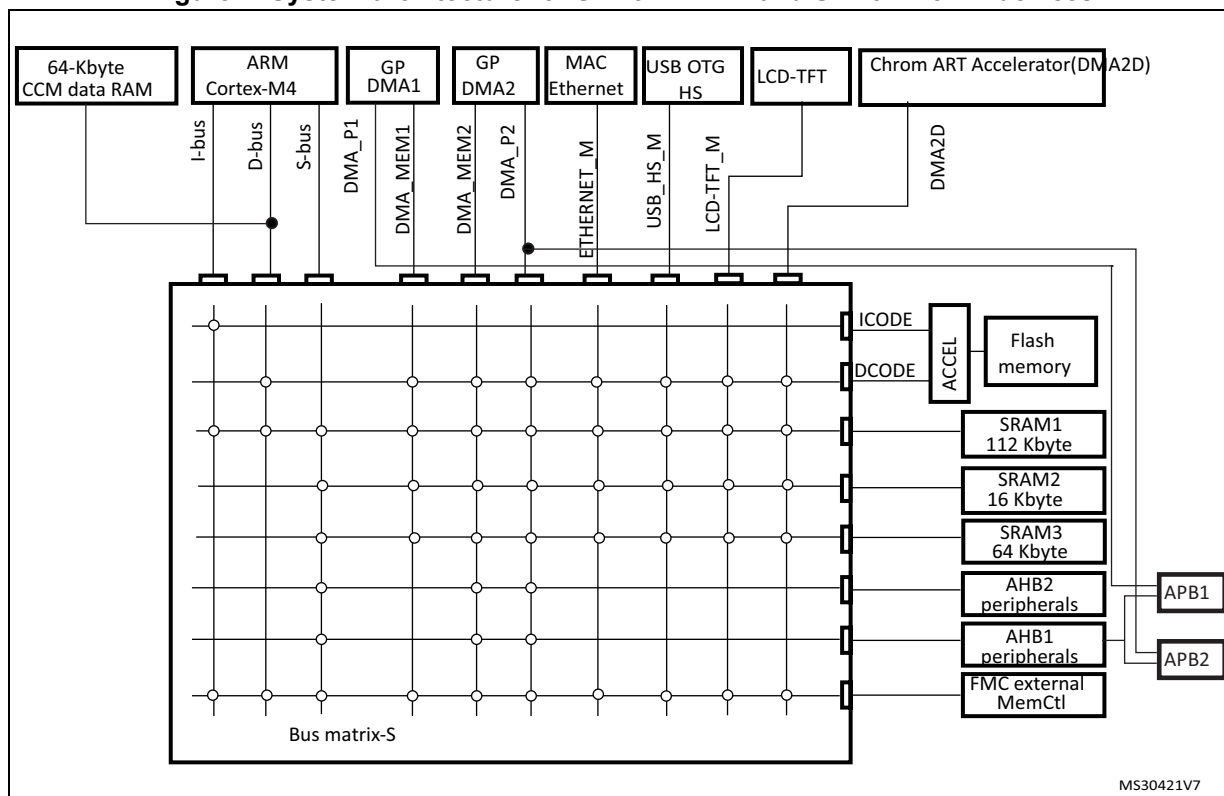 64-Kbyte
CCM data RAM
ARM
Cortex-M4
GP
DMA1
GP
DMA2
MAC
Ethernet
USB OTG
HS
LCD-TFT
Chrom ART Accelerator(DMA2D)
I-bus
D-bus
S-bus
DMA_P1
DMA_MEM1
DMA_MEM2
DMA_P2
ETHERNET_M
USB_HS_M
LCD-TFT_M
DMA2D
ICODE
DCODE
ACCEL
Flash
memory
SRAM1
112 Kbyte
SRAM2
16 Kbyte
SRAM3
64 Kbyte
AHB2
peripherals
AHB1
peripherals
FMC external
MemCtl
APB1
APB2
Bus matrix-S
MS30421V7